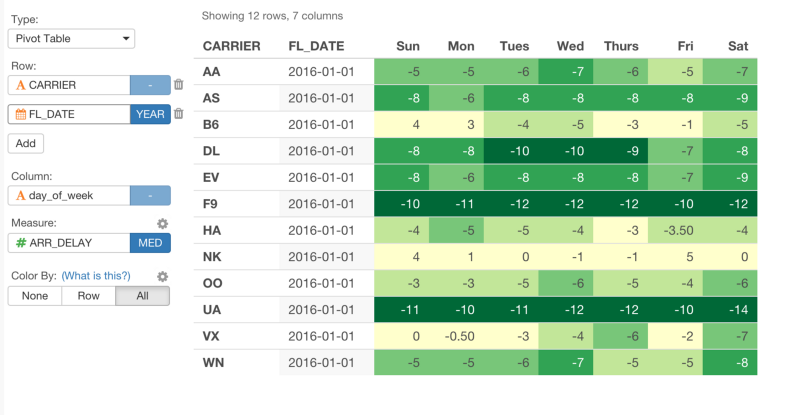 Type:
Pivot Table
Row:
A CARRIER -
FL_DATE YEAR
Add
Column:
A day_of_week -
Measure:
# ARR_DELAY MED
Color By: (What is this?)
None Row All
Showing 12 rows, 7 columns
CARRIER FL_DATE Sun Mon Tues Wed Thurs Fri Sat
AA 2016-01-01 -5 -5 -6 -7 -6 -5 -7
AS 2016-01-01 -8 -6 -8 -8 -8 -8 -9
B6 2016-01-01 4 3 -4 -5 -3 -1 -5
DL 2016-01-01 -8 -8 -10 -10 -9 -7 -8
EV 2016-01-01 -8 -6 -8 -8 -8 -7 -9
F9 2016-01-01 -10 -11 -12 -12 -12 -10 -12
HA 2016-01-01 -4 -5 -5 -4 -3 -3.50 -4
NK 2016-01-01 4 1 0 -1 -1 5 0
OO 2016-01-01 -3 -3 -5 -6 -5 -4 -6
UA 2016-01-01 -11 -10 -11 -12 -12 -10 -14
VX 2016-01-01 0 -0.50 -3 -4 -6 -2 -7
WN 2016-01-01 -5 -5 -6 -7 -5 -5 -8